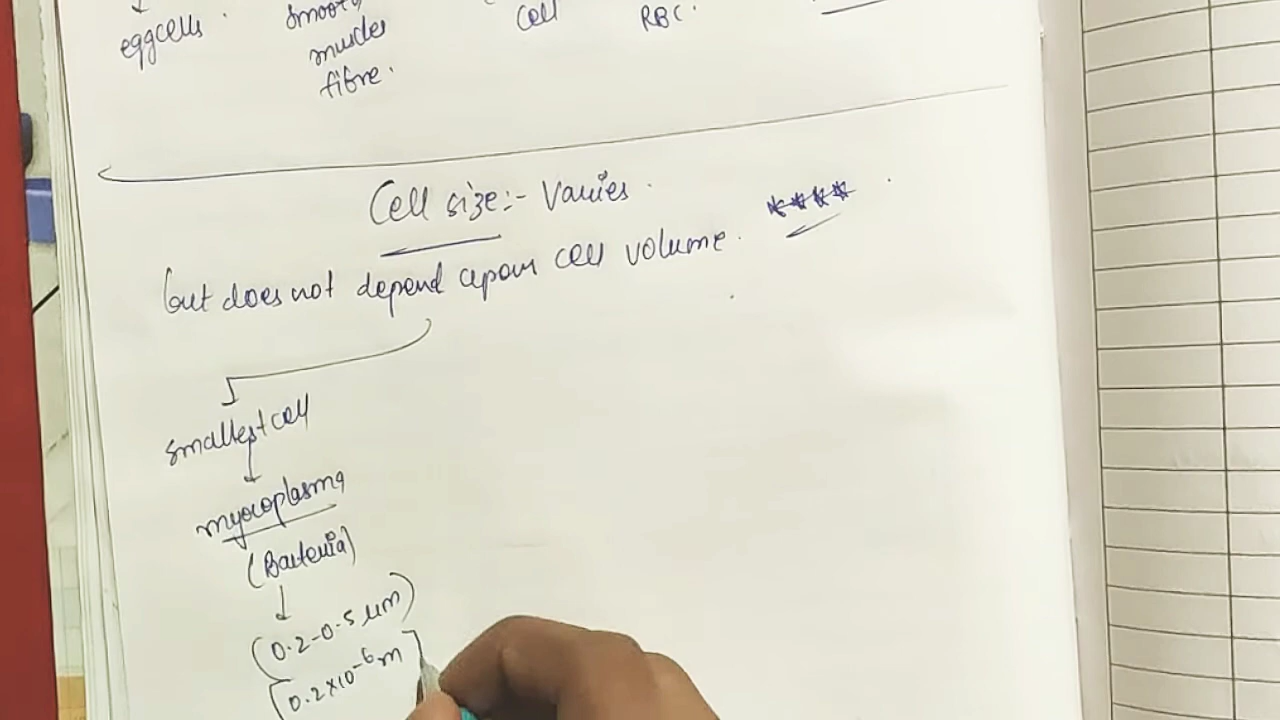 eggcells.
smooth
muscles
fibre.
Cell
RBC.
Cell size:- Varies.
but does not depend upon cell volume. ****
smallest cell
mycoplasma
(Bacteria)
(0.2-0.5 µm)
[0.2×10⁻⁶m]